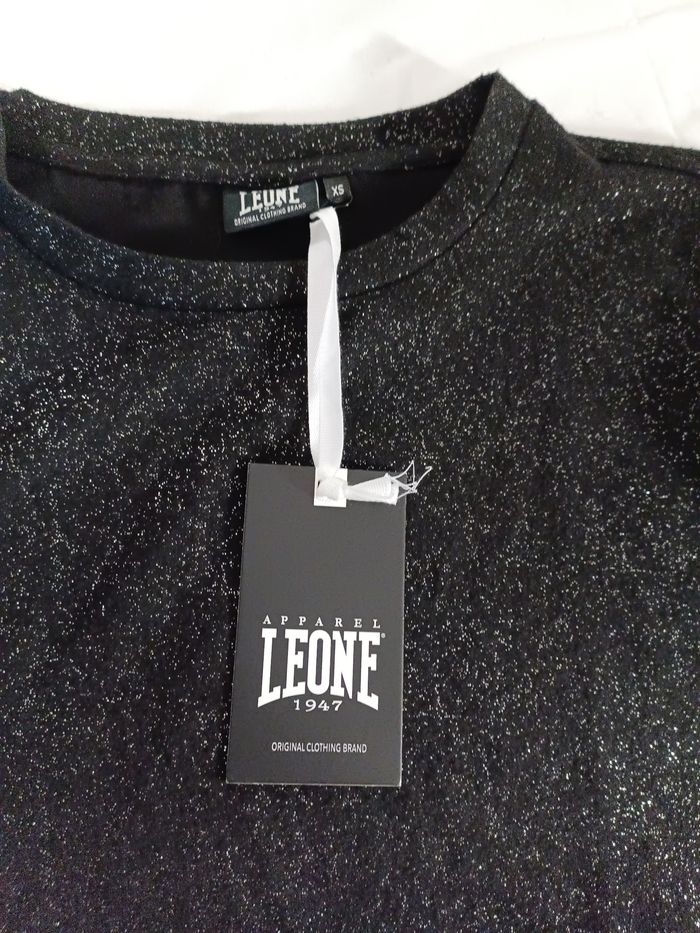 LEONE
XS
ORIGINAL CLOTHING BRAND
APPAREL
LEONE®
1947
ORIGINAL CLOTHING BRAND